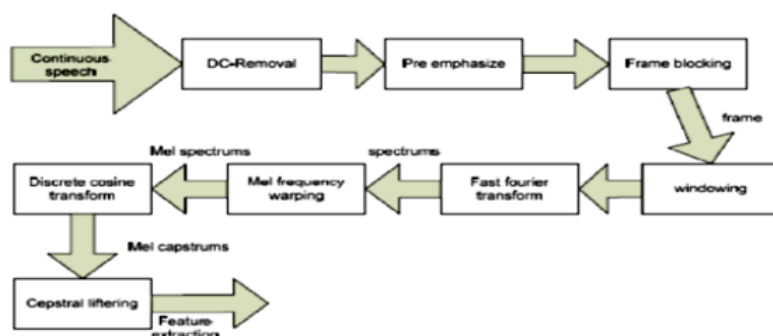 Continuous
speech
DC-Removal
Pre emphasize
Frame blocking
frame
windowing
Fast fourier
transform
spectrums
Mel frequency
warping
Mel spectrums
Discrete cosine
transform
Mel capstrums
Cepstral liftering
Feature
extraction